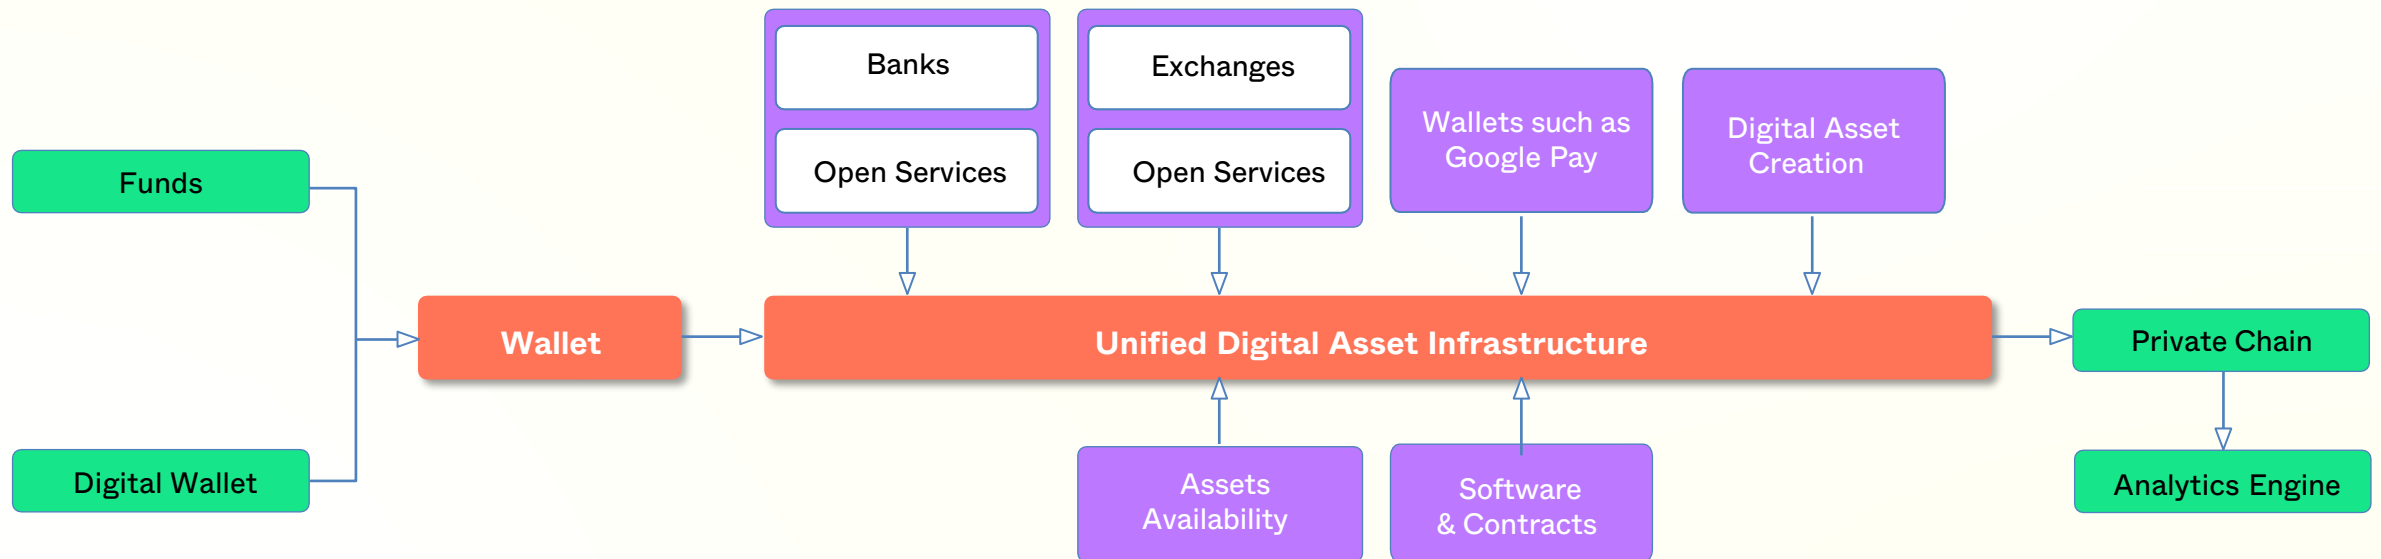 Banks
Open Services
Exchanges
Open Services
Wallets such as
Google Pay
Digital Asset
Creation
Funds
Digital Wallet
Wallet
Unified Digital Asset Infrastructure
Private Chain
Analytics Engine
Assets
Availability
Software
& Contracts